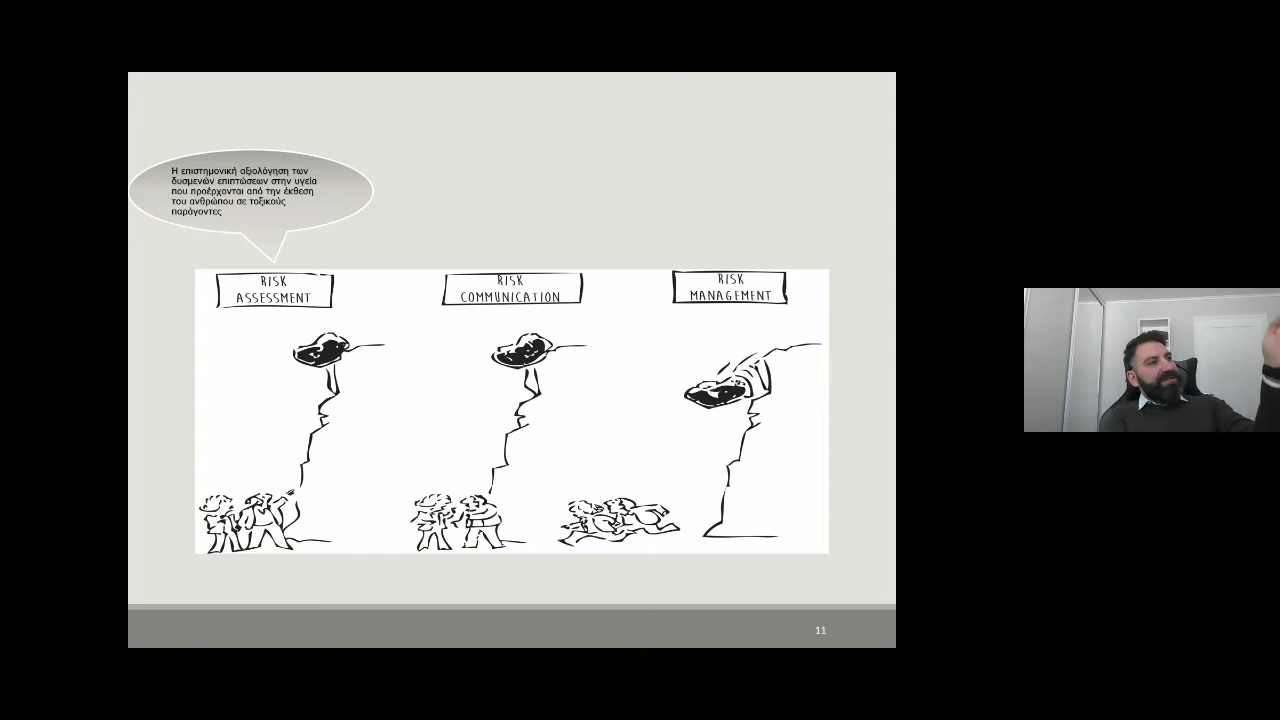 Η επιστημονική αξιολόγηση των
δυσμενών επιπτώσεων στην υγεία
που προέρχονται από την έκθεση
του ανθρώπου σε τοξικούς
παράγοντες
RISK
ASSESSMENT
RISK
COMMUNICATION
RISK
MANAGEMENT
11